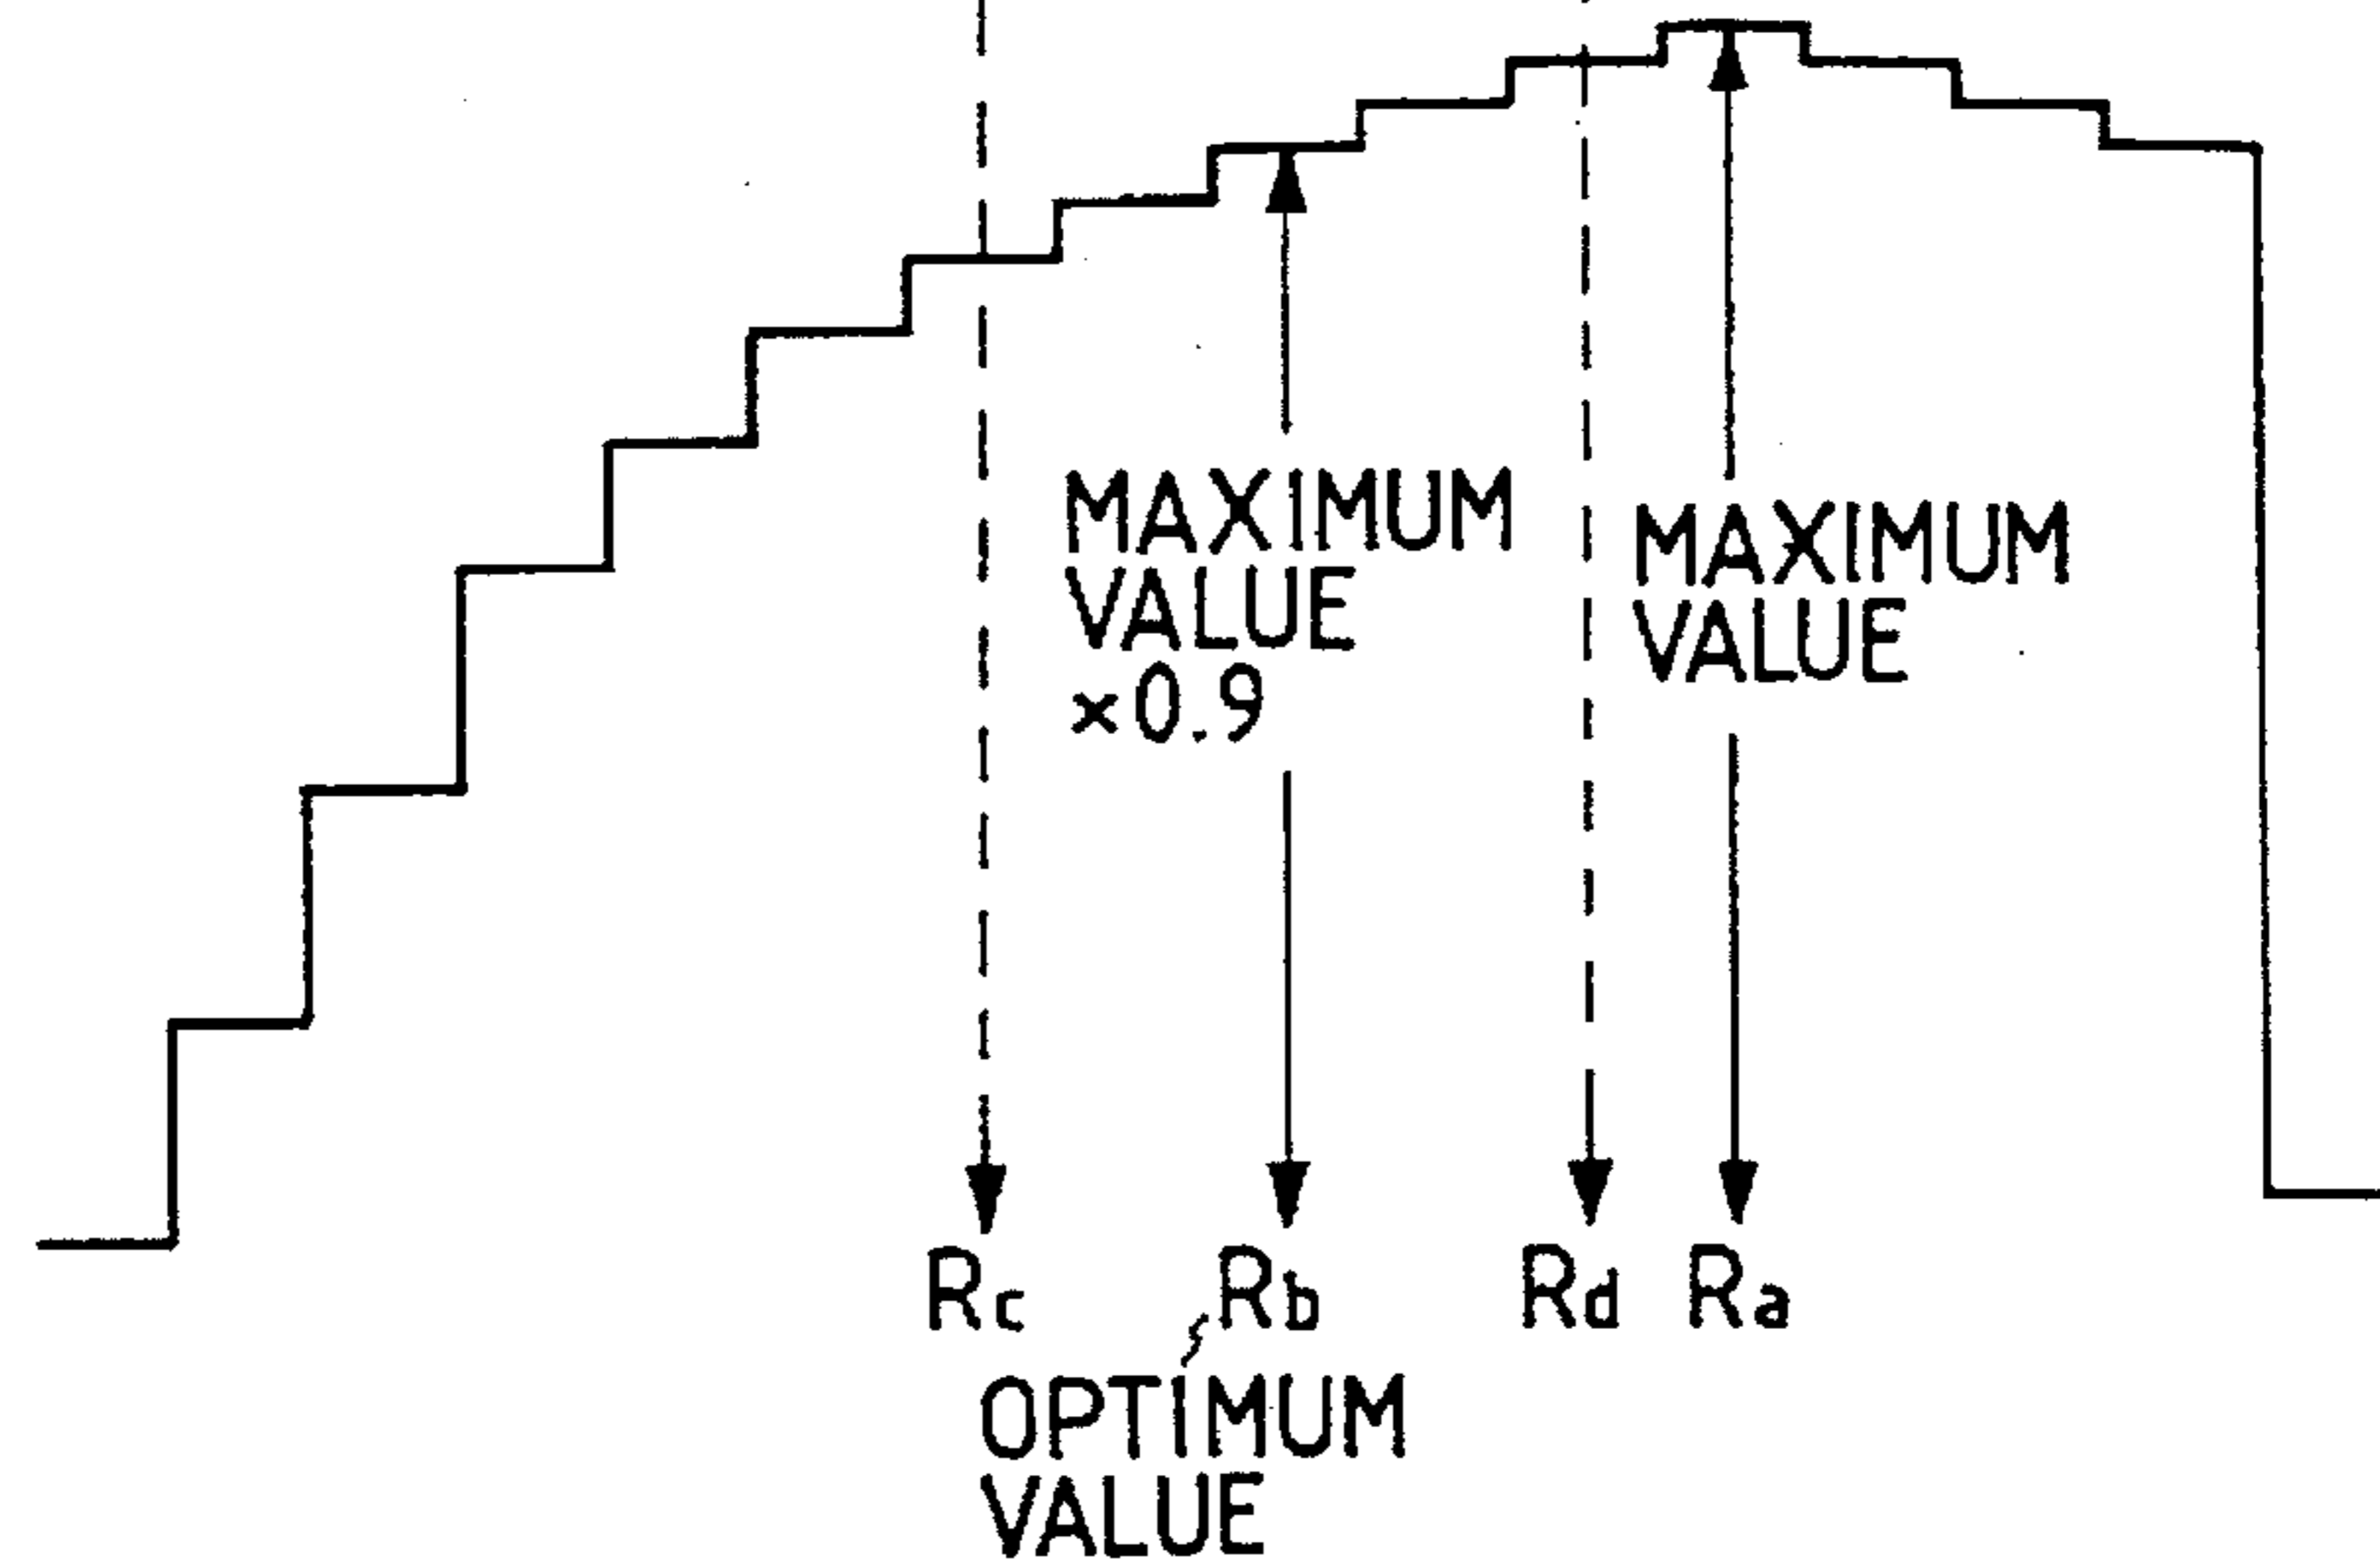 MAXIMUM
VALUE
×0.9
MAXIMUM
VALUE
Rc
Rb
Rd
Ra
OPTIMUM
VALUE